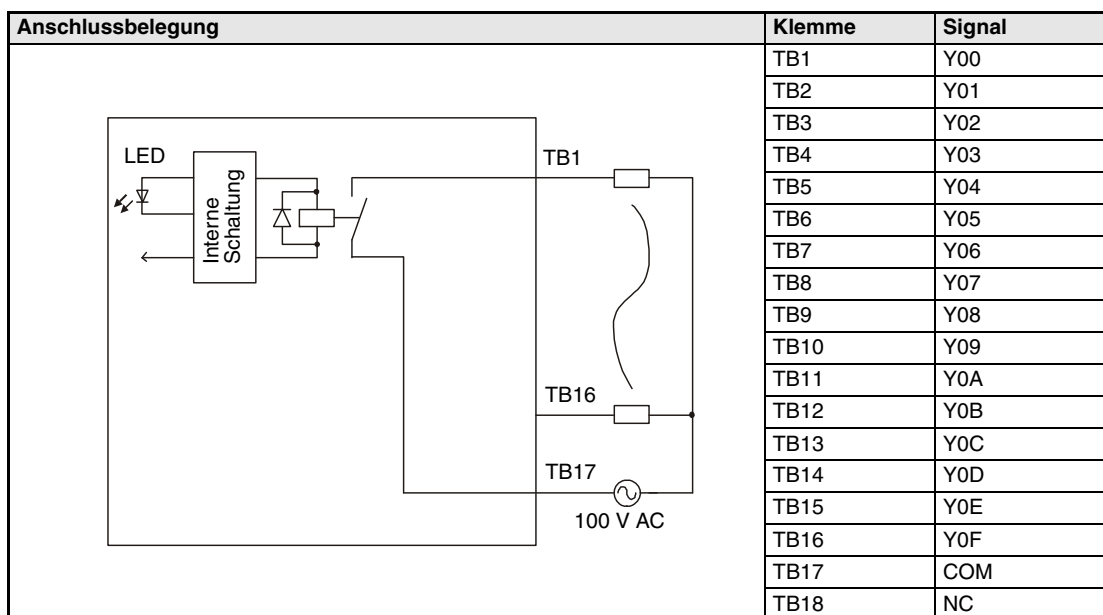 Anschlussbelegung Klemme Signal
TB1 Y00
TB2 Y01
TB3 Y02
TB4 Y03
TB5 Y04
TB6 Y05
TB7 Y06
TB8 Y07
TB9 Y08
TB10 Y09
TB11 Y0A
TB12 Y0B
TB13 Y0C
TB14 Y0D
TB15 Y0E
TB16 Y0F
TB17 COM
TB18 NC
LED
Interne
Schaltung
TB1
TB16
TB17
100 V AC